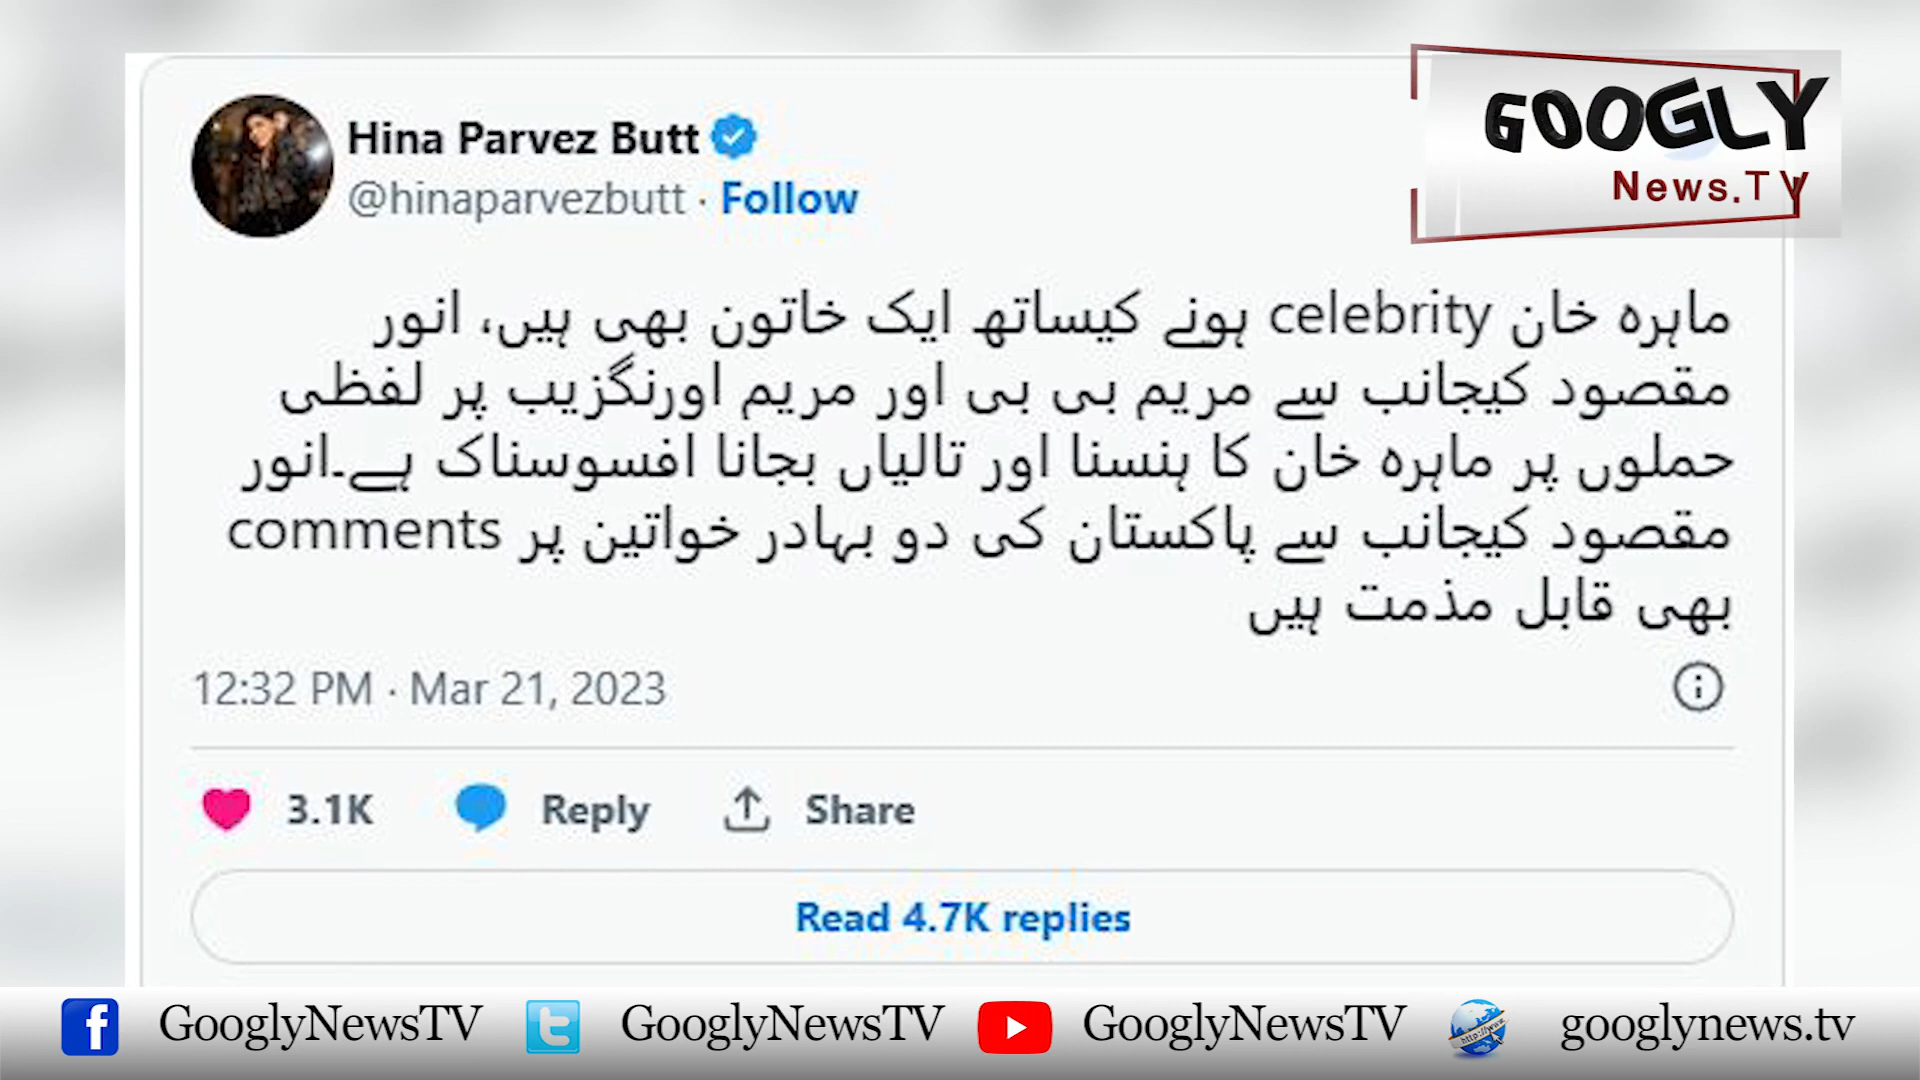 Hina Parvez Butt
@hinaparvezbutt · Follow
GOOGLY
News.TV
ماہرہ خان celebrity ہونے کیساتھ ایک خاتون بھی ہیں، انور
مقصود کیجانب سے مریم بی بی اور مریم اورنگزیب پر لفظی
حملوں پر ماہرہ خان کا ہنسنا اور تالیاں بجانا افسوسناک ہے۔انور
مقصود کیجانب سے پاکستان کی دو بہادر خواتین پر comments
بھی قابل مذمت ہیں
12:32 PM · Mar 21, 2023
3.1K Reply Share
Read 4.7K replies
GooglyNewsTV GooglyNewsTV GooglyNewsTV googlynews.tv